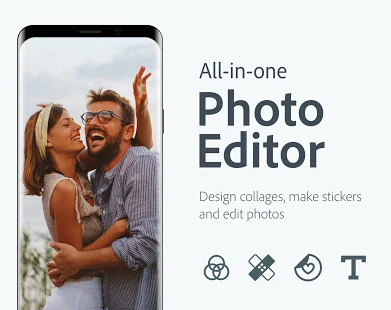 All-in-one
Photo
Editor
Design collages, make stickers
and edit photos
T